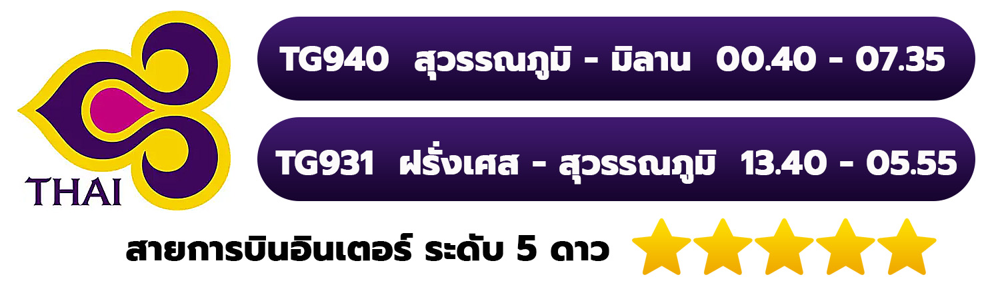 THAI
TG940 สุวรรณภูมิ - มิลาน 00.40 - 07.35
TG931 ฝรั่งเศส - สุวรรณภูมิ 13.40 - 05.55
สายการบินอินเตอร์ ระดับ 5 ดาว